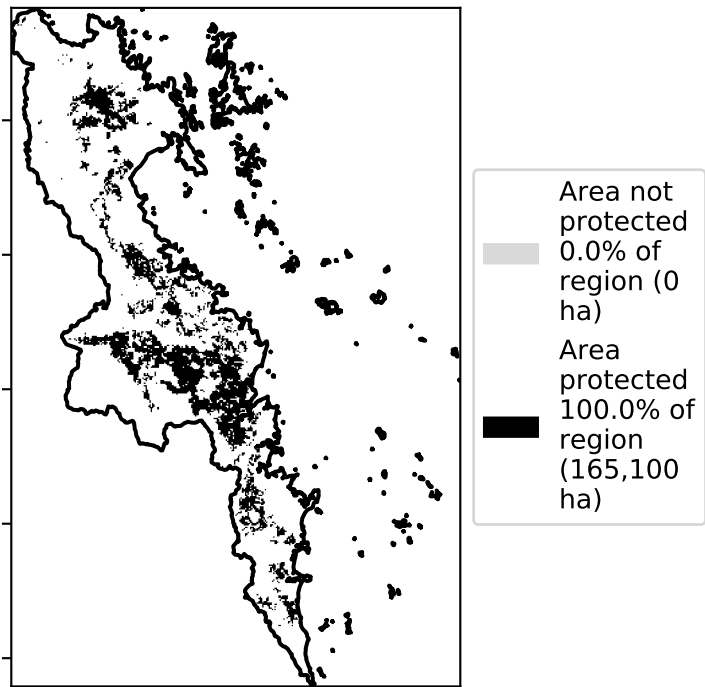 Area not
protected
0.0% of
region (0
ha)
Area
protected
100.0% of
region
(165,100
ha)